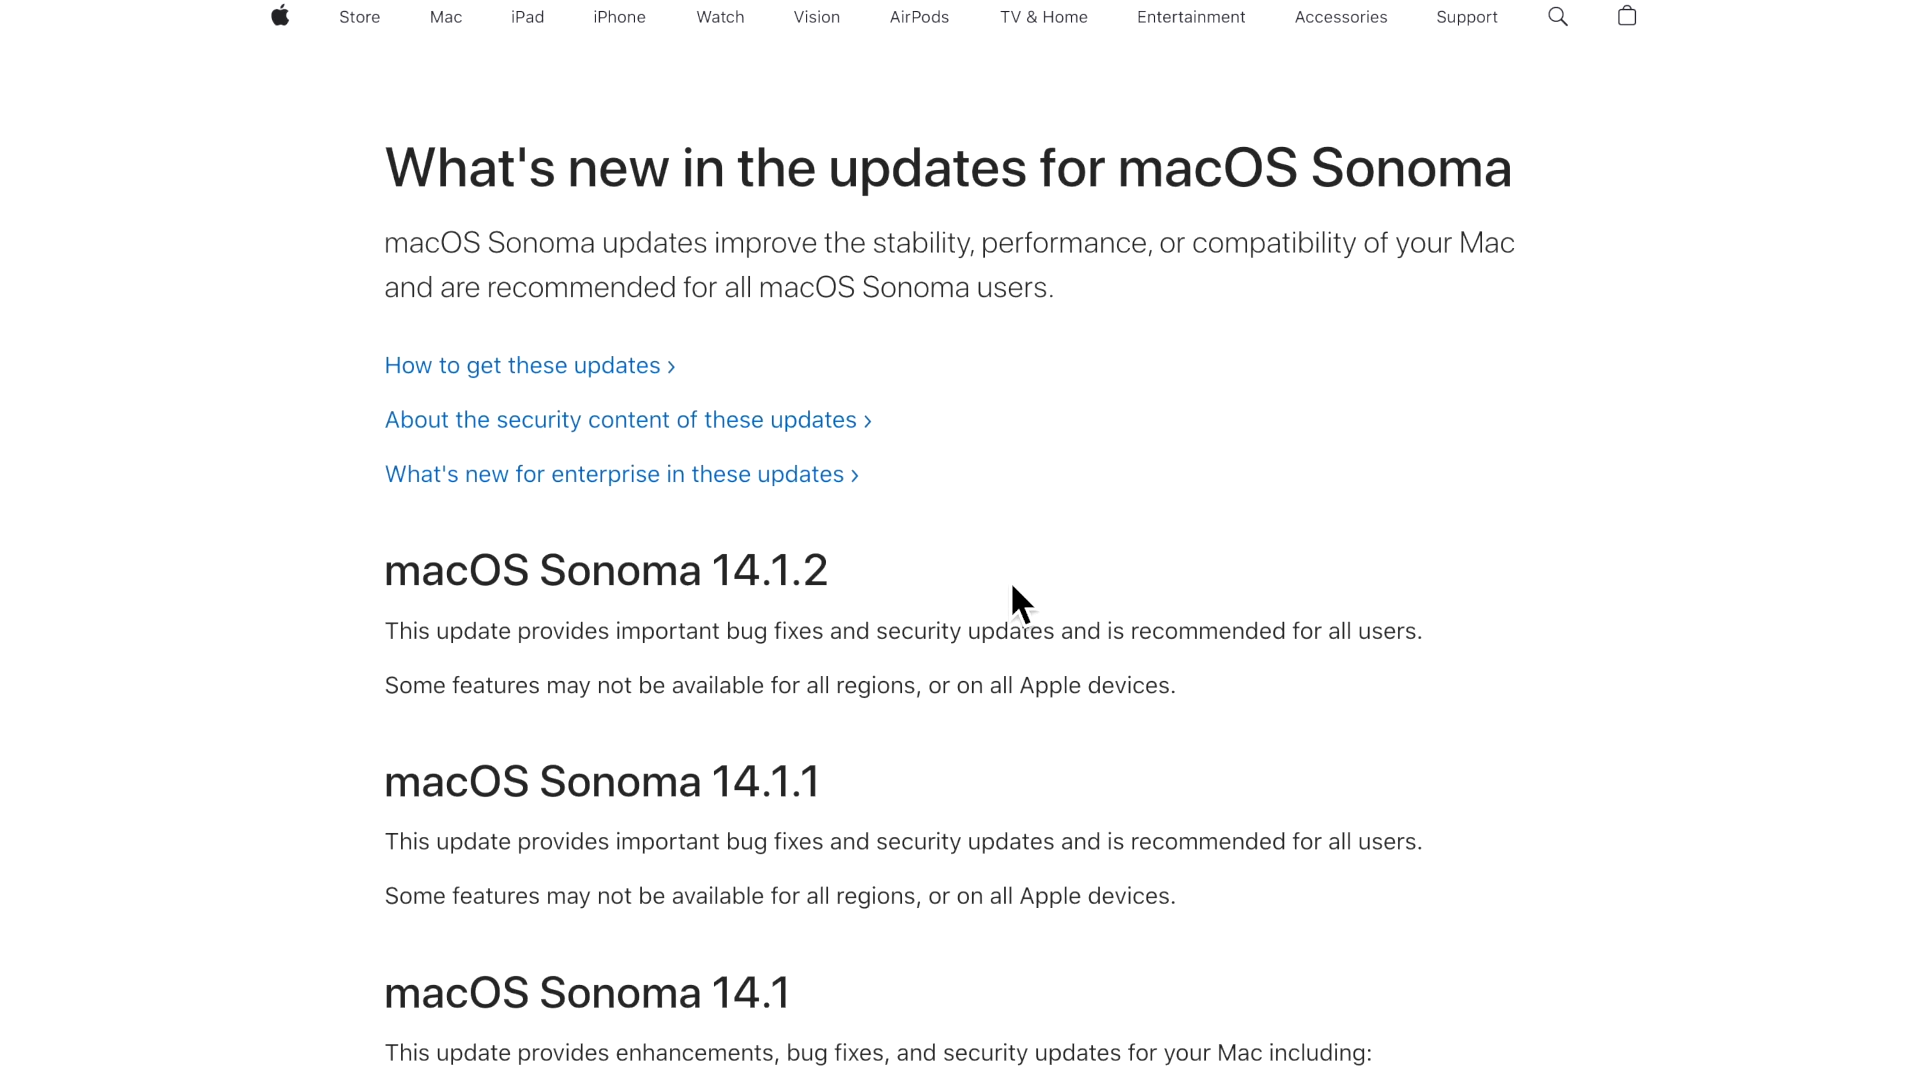 Store Mac iPad iPhone Watch Vision AirPods TV & Home Entertainment Accessories Support
What's new in the updates for macOS Sonoma
macOS Sonoma updates improve the stability, performance, or compatibility of your Mac
and are recommended for all macOS Sonoma users.
How to get these updates ›
About the security content of these updates ›
What's new for enterprise in these updates ›
macOS Sonoma 14.1.2
This update provides important bug fixes and security updates and is recommended for all users.
Some features may not be available for all regions, or on all Apple devices.
macOS Sonoma 14.1.1
This update provides important bug fixes and security updates and is recommended for all users.
Some features may not be available for all regions, or on all Apple devices.
macOS Sonoma 14.1
This update provides enhancements, bug fixes, and security updates for your Mac including: